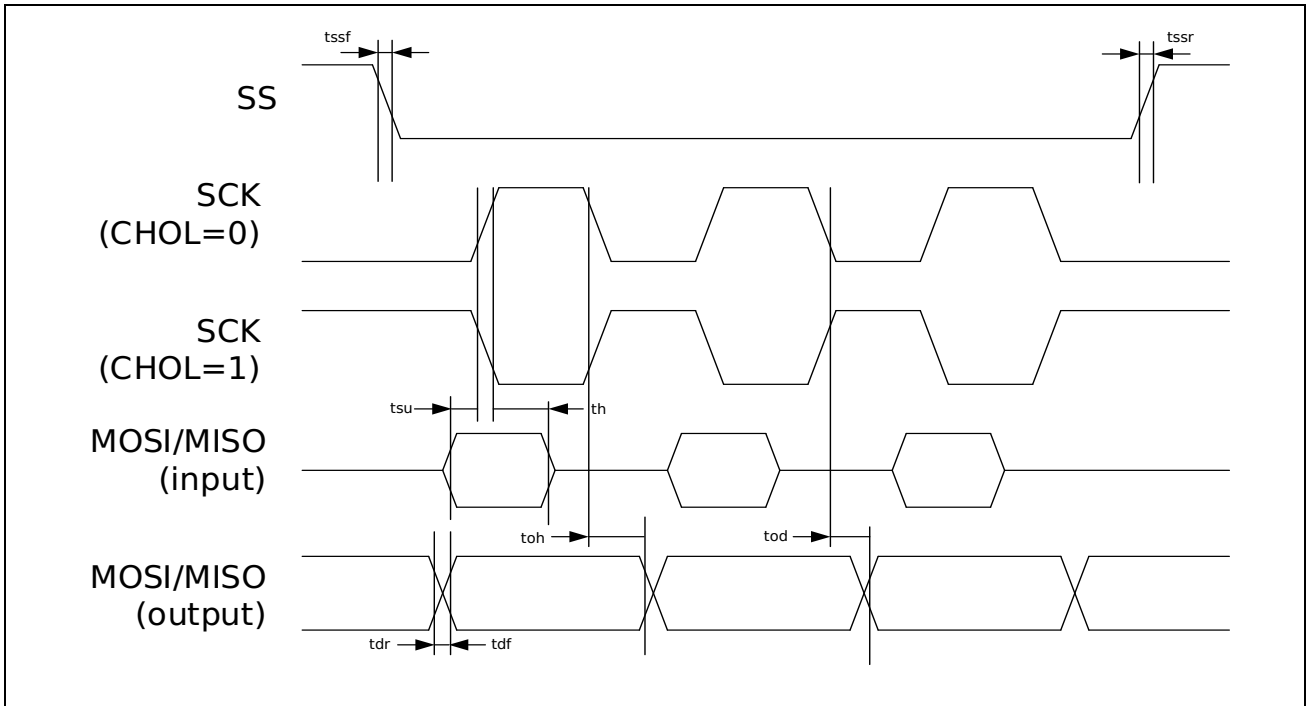 tssf
tssr
SS
SCK
(CHOL=0)
SCK
(CHOL=1)
tsu
th
MOSI/MISO
(input)
toh
tod
MOSI/MISO
(output)
tdr
tdf